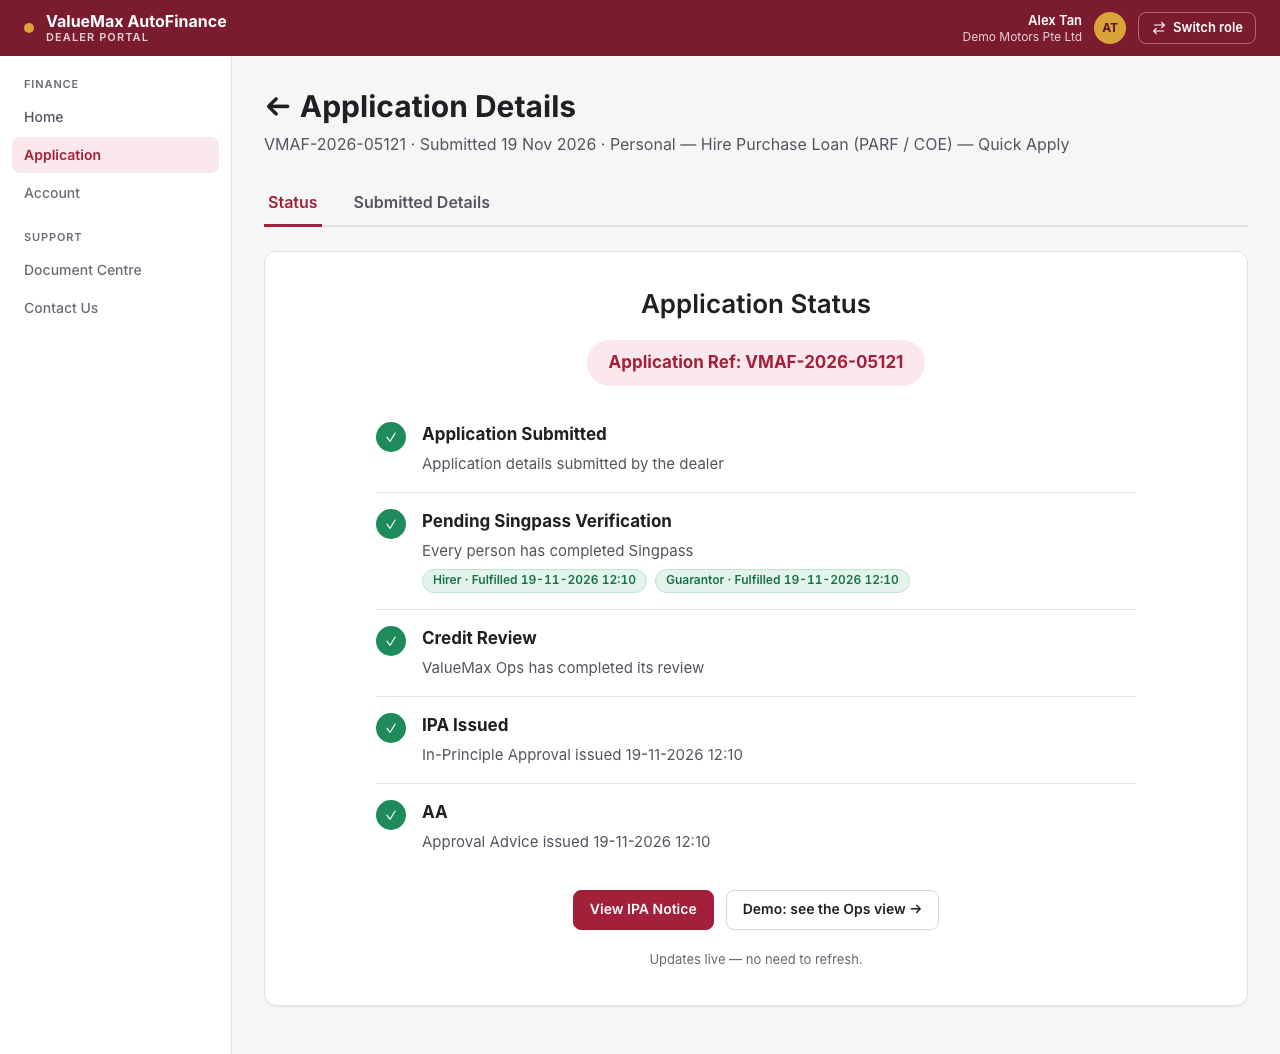 ValueMax AutoFinance
DEALER PORTAL
Alex Tan
Demo Motors Pte Ltd
AT
Switch role
FINANCE
Home
Application
Account
SUPPORT
Document Centre
Contact Us
← Application Details
VMAF-2026-05121 · Submitted 19 Nov 2026 · Personal — Hire Purchase Loan (PARF / COE) — Quick Apply
Status
Submitted Details
Application Status
Application Ref: VMAF-2026-05121
Application Submitted
Application details submitted by the dealer
Pending Singpass Verification
Every person has completed Singpass
Hirer · Fulfilled 19-11-2026 12:10
Guarantor · Fulfilled 19-11-2026 12:10
Credit Review
ValueMax Ops has completed its review
IPA Issued
In-Principle Approval issued 19-11-2026 12:10
AA
Approval Advice issued 19-11-2026 12:10
View IPA Notice
Demo: see the Ops view →
Updates live — no need to refresh.